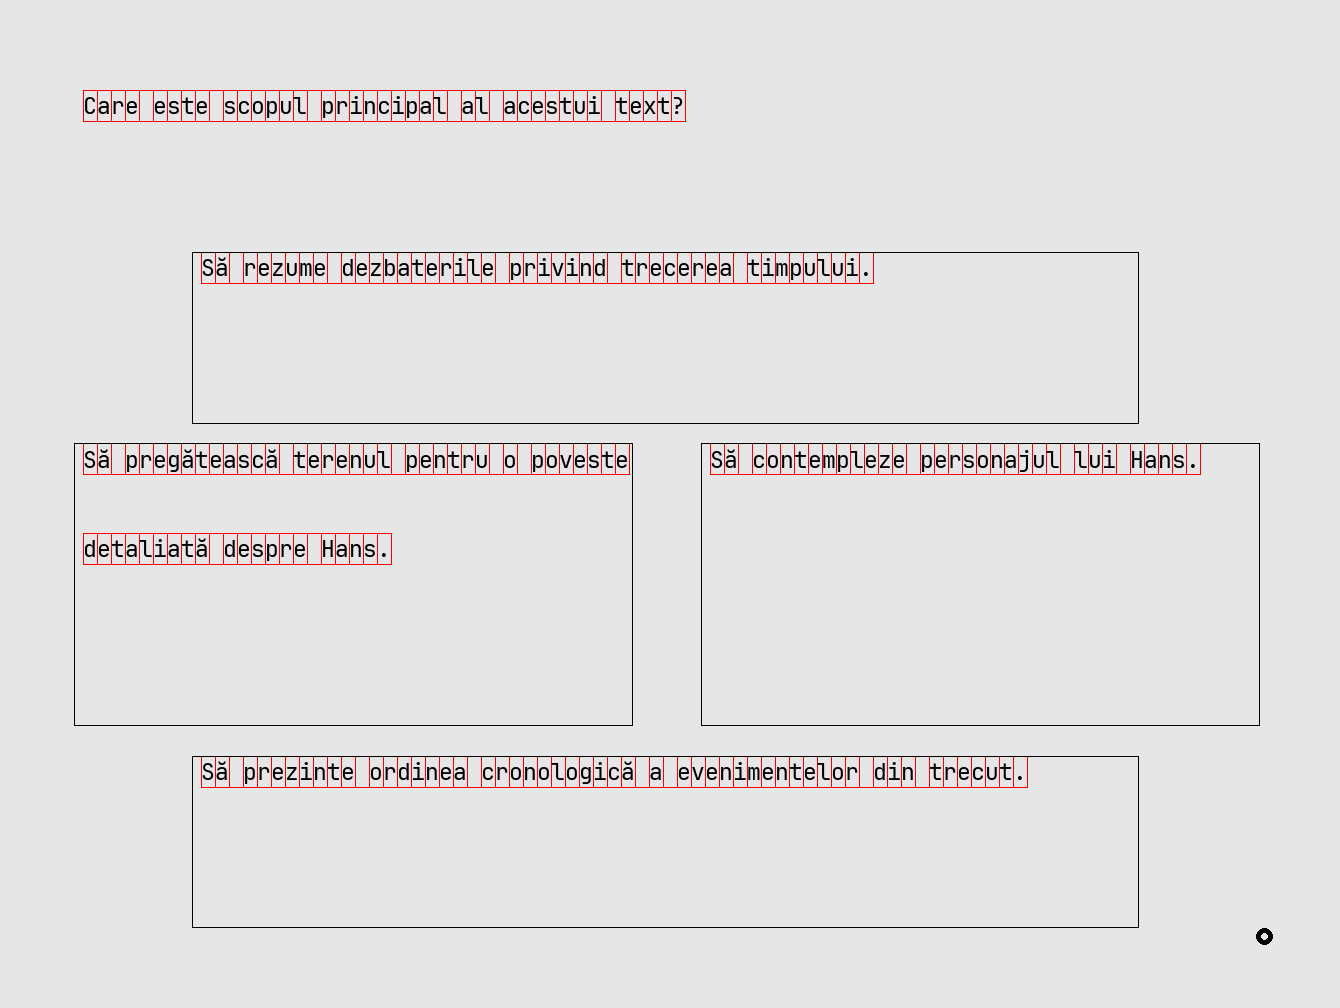 Care este scopul principal al acestui text?
Să rezume dezbaterile privind trecerea timpului.
Să pregătească terenul pentru o poveste
detaliată despre Hans.
Să contempleze personajul lui Hans.
Să prezinte ordinea cronologică a evenimentelor din trecut.